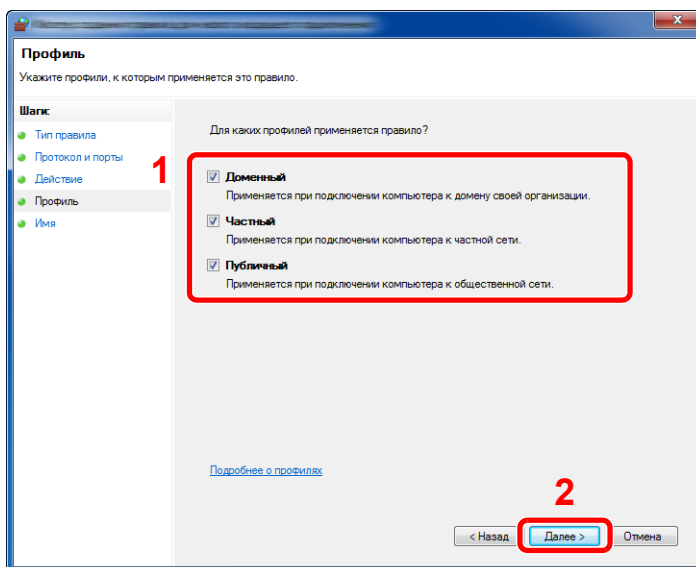 Профиль
Укажите профили, к которым применяется это правило.
Шаги:
Тип правила
Протокол и порты
Действие
Профиль
Имя
Для каких профилей применяется правило?
1
Доменный
Применяется при подключении компьютера к домену своей организации.
Частный
Применяется при подключении компьютера к частной сети.
Публичный
Применяется при подключении компьютера к общественной сети.
Подробнее о профилях
2
< Назад
Далее >
Отмена